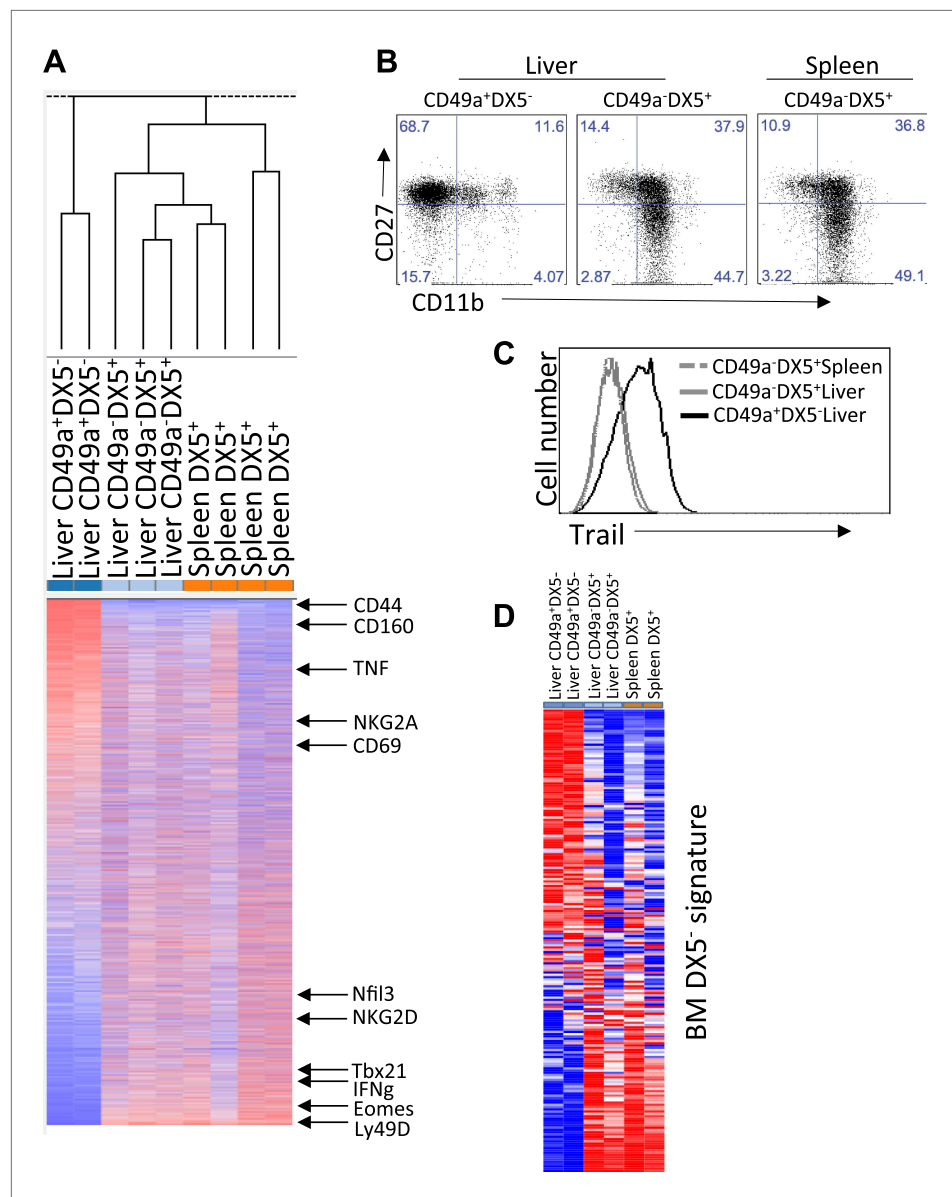 A
Liver CD49a⁺DX5⁻
Liver CD49a⁺DX5⁻
Liver CD49a⁻DX5⁺
Liver CD49a⁻DX5⁺
Liver CD49a⁻DX5⁺
Spleen DX5⁺
Spleen DX5⁺
Spleen DX5⁺
Spleen DX5⁺
CD44
CD160
TNF
NKG2A
CD69
Nfil3
NKG2D
Tbx21
IFNg
Eomes
Ly49D
B
Liver Spleen
CD49a⁺DX5⁻ CD49a⁻DX5⁺ CD49a⁻DX5⁺
68.7 11.6 14.4 37.9 10.9 36.8
CD27
15.7 4.07 2.87 44.7 3.22 49.1
CD11b
C
Cell number
CD49a⁻DX5⁺Spleen
CD49a⁻DX5⁺Liver
CD49a⁺DX5⁻Liver
Trail
D
Liver CD49a⁺DX5⁻
Liver CD49a⁺DX5⁻
Liver CD49a⁻DX5⁺
Liver CD49a⁻DX5⁺
Spleen DX5⁺
Spleen DX5⁺
BM DX5⁻ signature